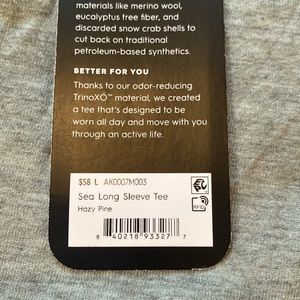 materials like merino wool,
eucalyptus tree fiber, and
discarded snow crab shells to
cut back on traditional
petroleum-based synthetics.
BETTER FOR YOU
Thanks to our odor-reducing
TrinoXO™ material, we created
a tee that's designed to be
worn all day and move with you
through an active life.
$58 L AK0007M003
Sea Long Sleeve Tee
Hazy Pine
RFID
8 40218 93327 7